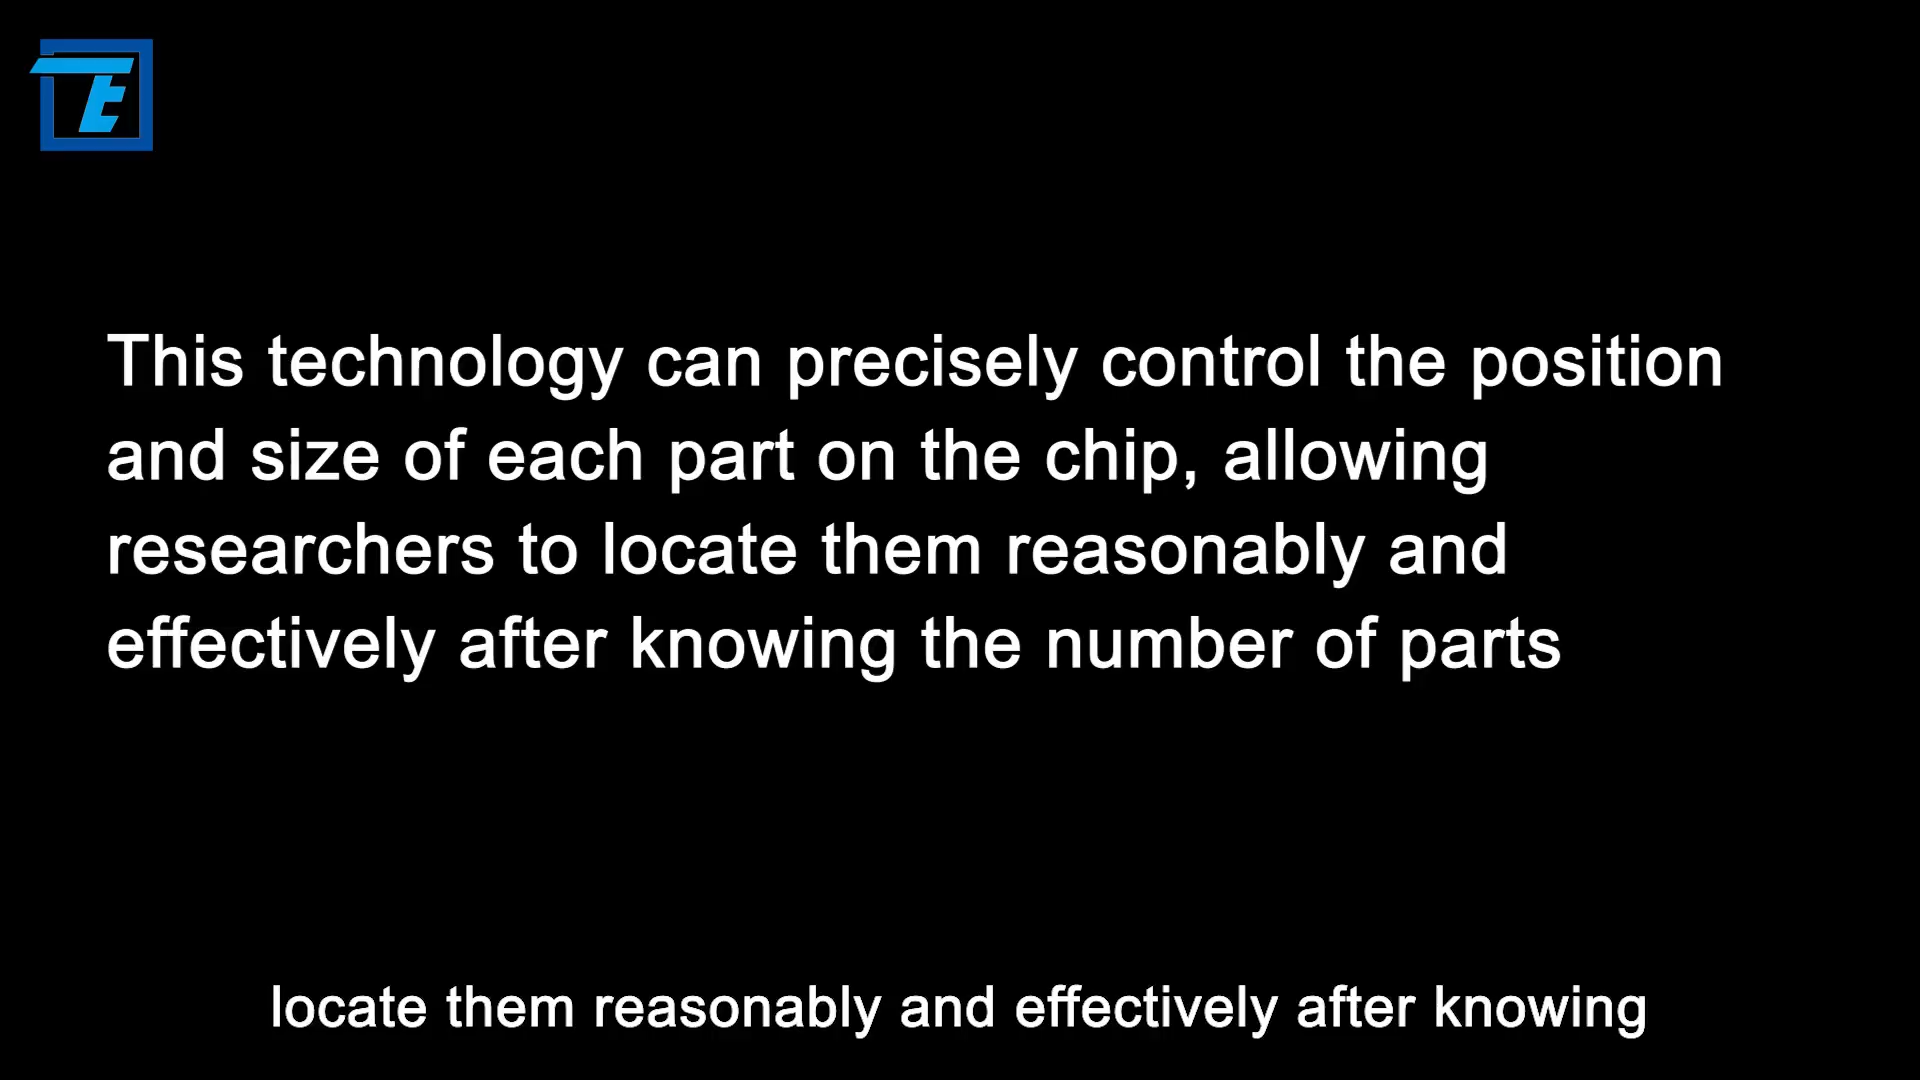 TE
This technology can precisely control the position
and size of each part on the chip, allowing
researchers to locate them reasonably and
effectively after knowing the number of parts
locate them reasonably and effectively after knowing